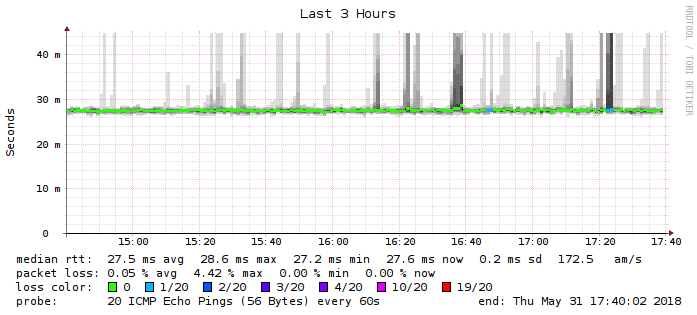 Last 3 Hours
RRDTOOL / TOBI OETIKER
Seconds
40 m
30 m
20 m
10 m
0
15:00 15:20 15:40 16:00 16:20 16:40 17:00 17:20 17:40
median rtt: 27.5 ms avg 28.6 ms max 27.2 ms min 27.6 ms now 0.2 ms sd 172.5 am/s
packet loss: 0.05 % avg 4.42 % max 0.00 % min 0.00 % now
loss color: 0 1/20 2/20 3/20 4/20 10/20 19/20
probe: 20 ICMP Echo Pings (56 Bytes) every 60s end: Thu May 31 17:40:02 2018